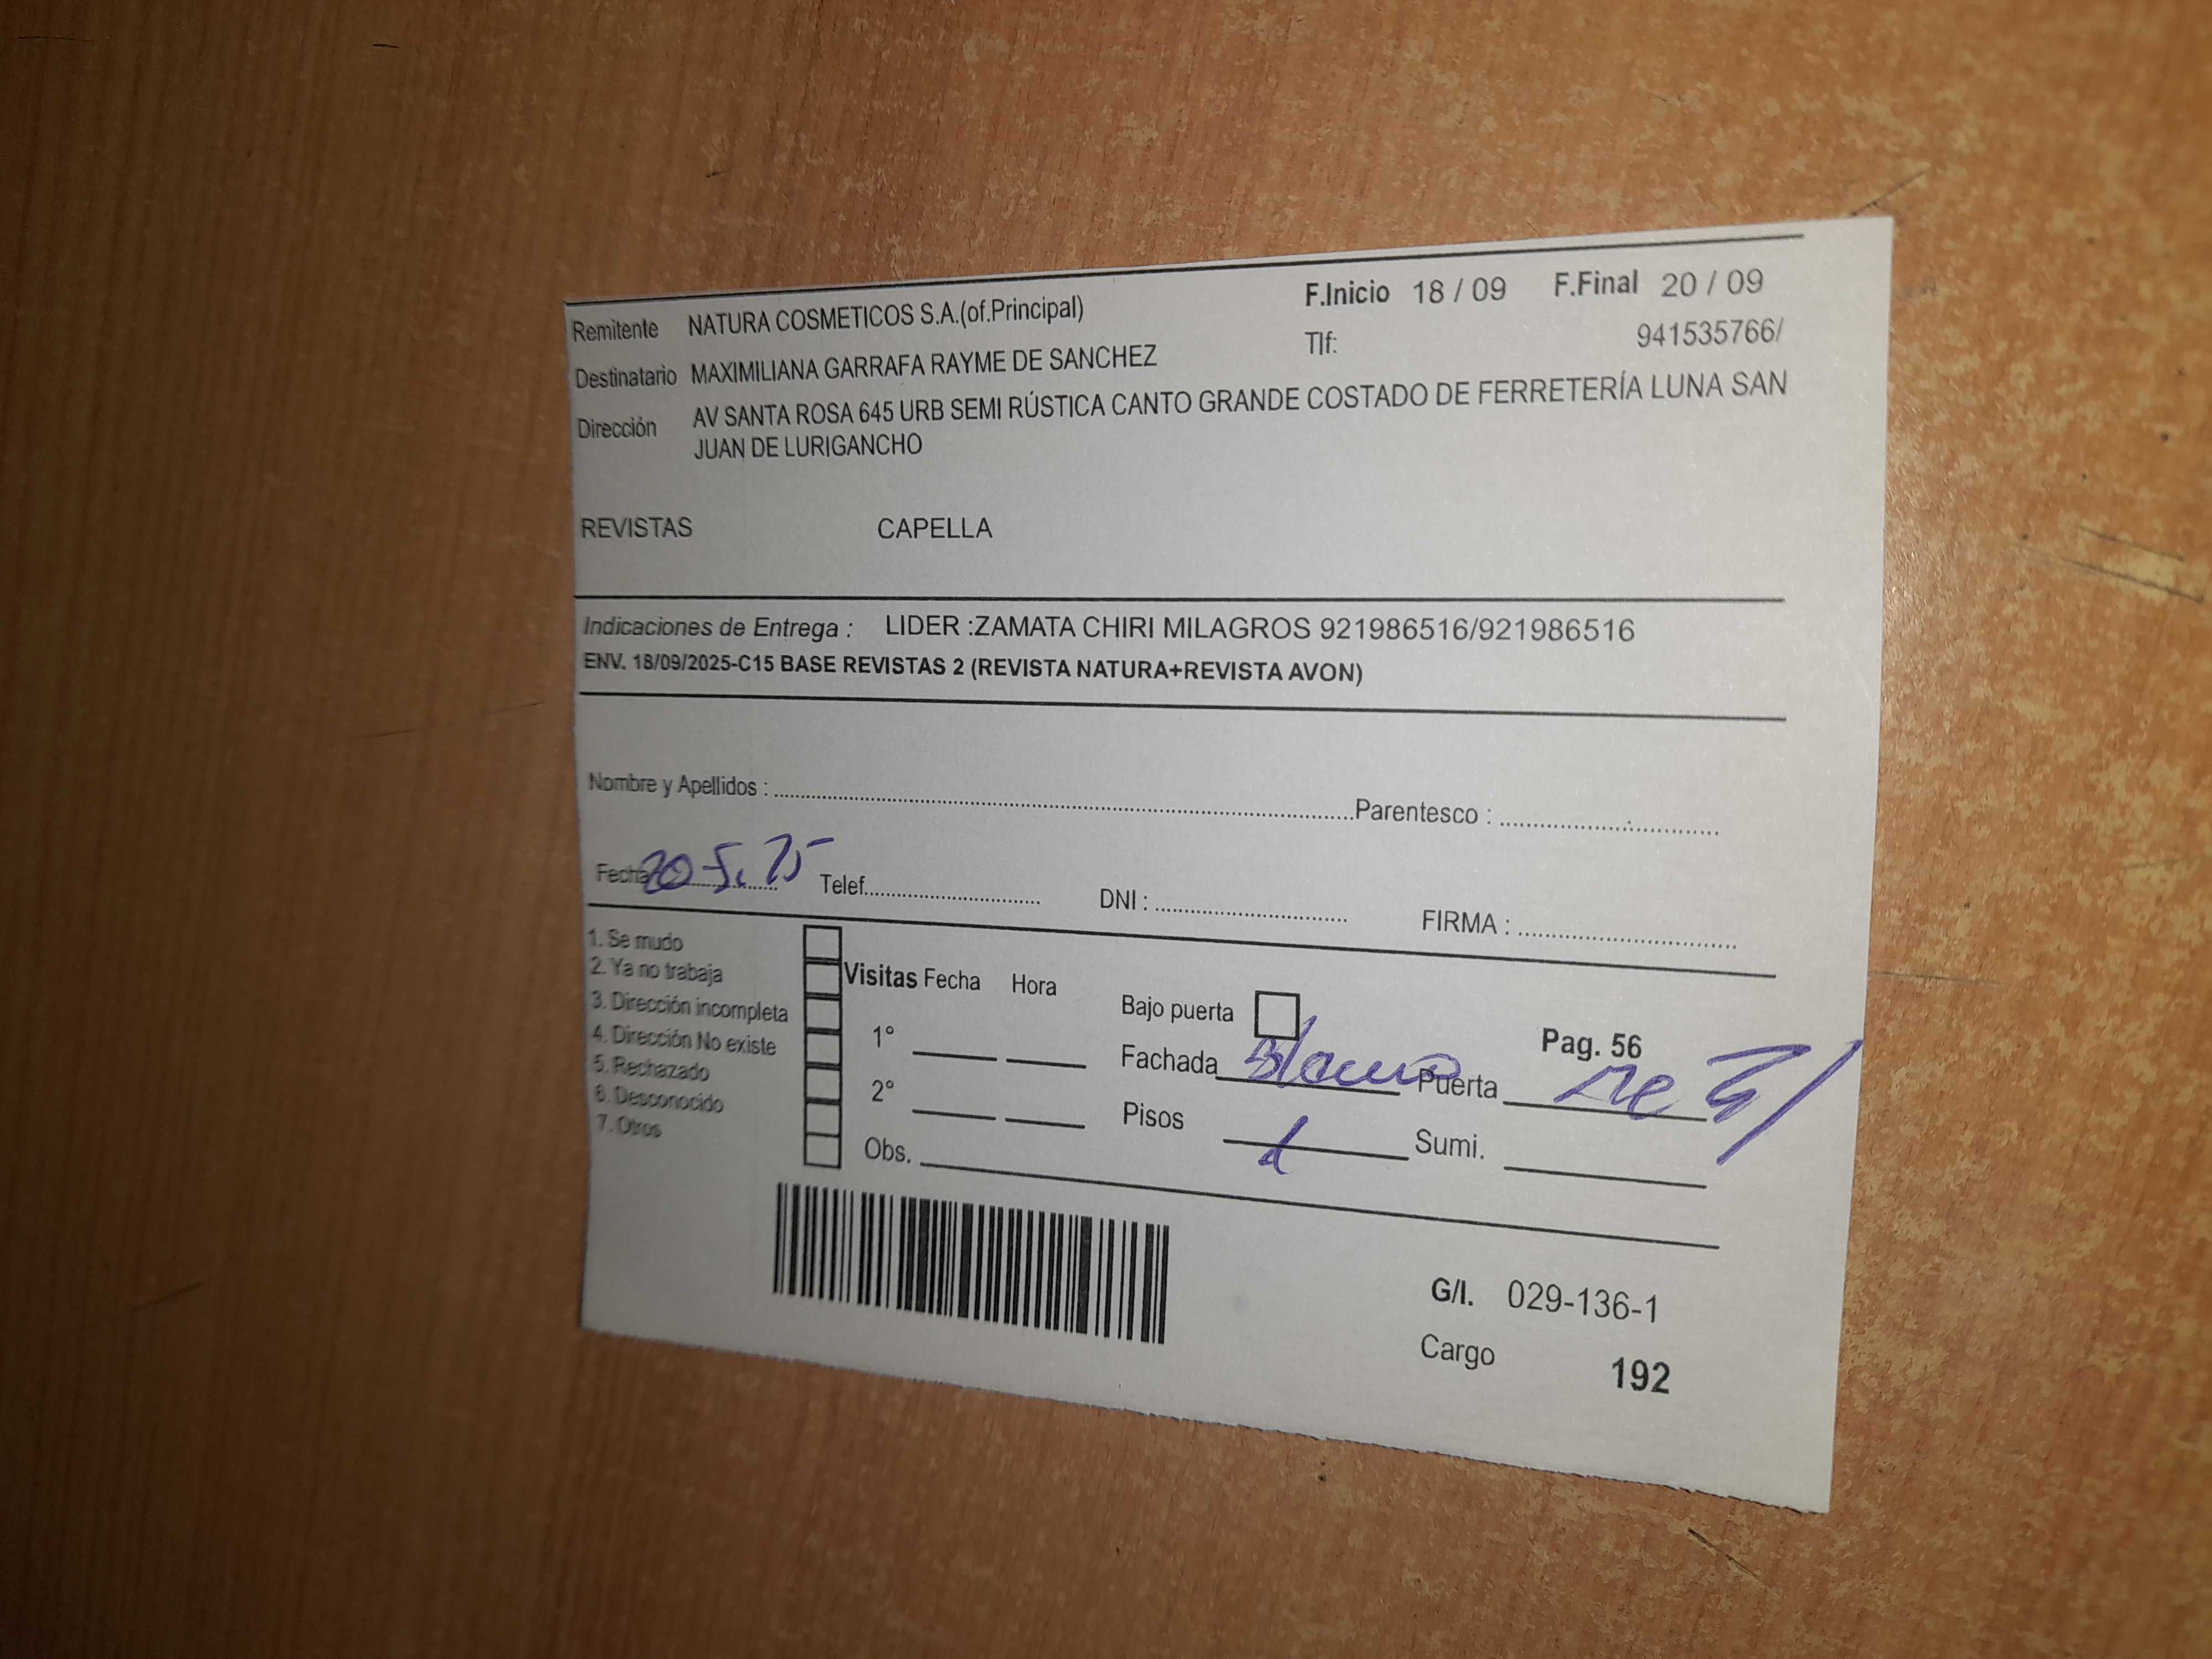 Remitente NATURA COSMETICOS S.A.(of.Principal) F.Inicio 18 / 09 F.Final 20 / 09
Destinatario MAXIMILIANA GARRAFA RAYME DE SANCHEZ Tlf: 941535766/
Dirección AV SANTA ROSA 645 URB SEMI RÚSTICA CANTO GRANDE COSTADO DE FERRETERÍA LUNA SAN
JUAN DE LURIGANCHO
REVISTAS CAPELLA
Indicaciones de Entrega : LIDER :ZAMATA CHIRI MILAGROS 921986516/921986516
ENV. 18/09/2025-C15 BASE REVISTAS 2 (REVISTA NATURA+REVISTA AVON)
Nombre y Apellidos : Parentesco :
Fecha Telef. DNI : FIRMA :
1. Se mudo
2. Ya no trabaja
3. Dirección incompleta
4. Dirección No existe
5. Rechazado
6. Desconocido
7. Otros
Visitas Fecha Hora
1°
2°
Obs.
Bajo puerta
Pag. 56
Fachada Puerta
Pisos 1 Sumi.
G/I. 029-136-1
Cargo 192